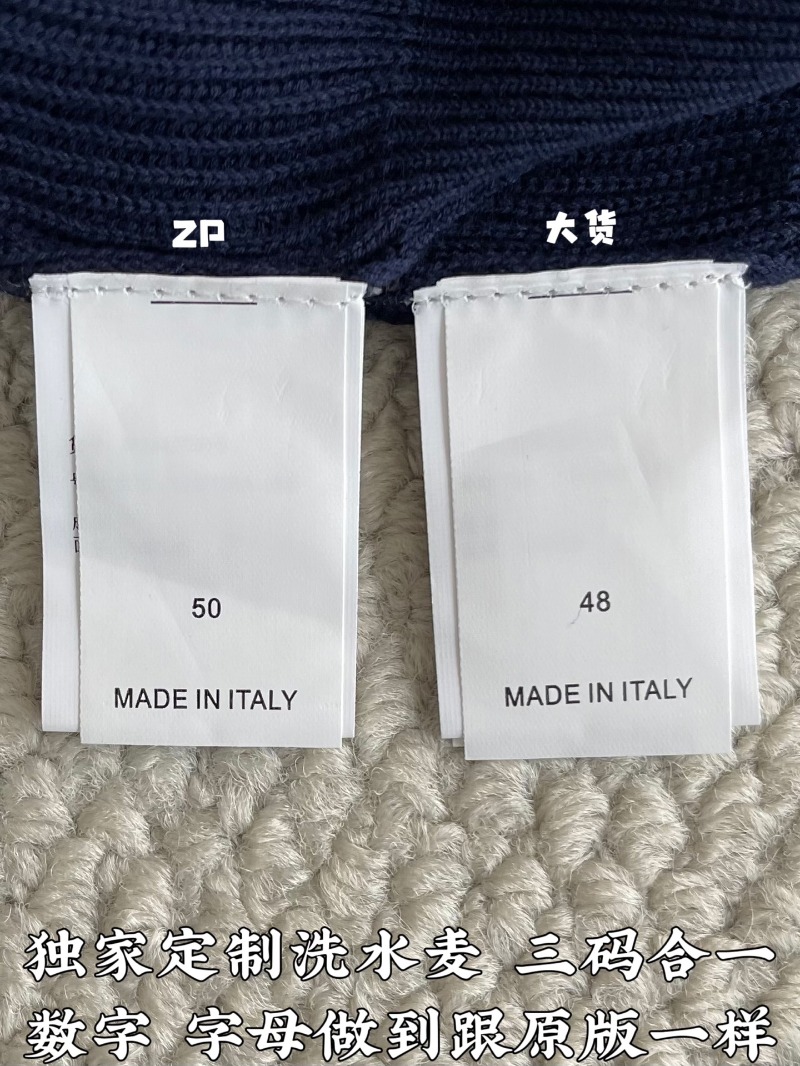 ZP
大货
50
MADE IN ITALY
48
MADE IN ITALY
独家定制洗水麦 三码合一
数字 字母做到跟原版一样